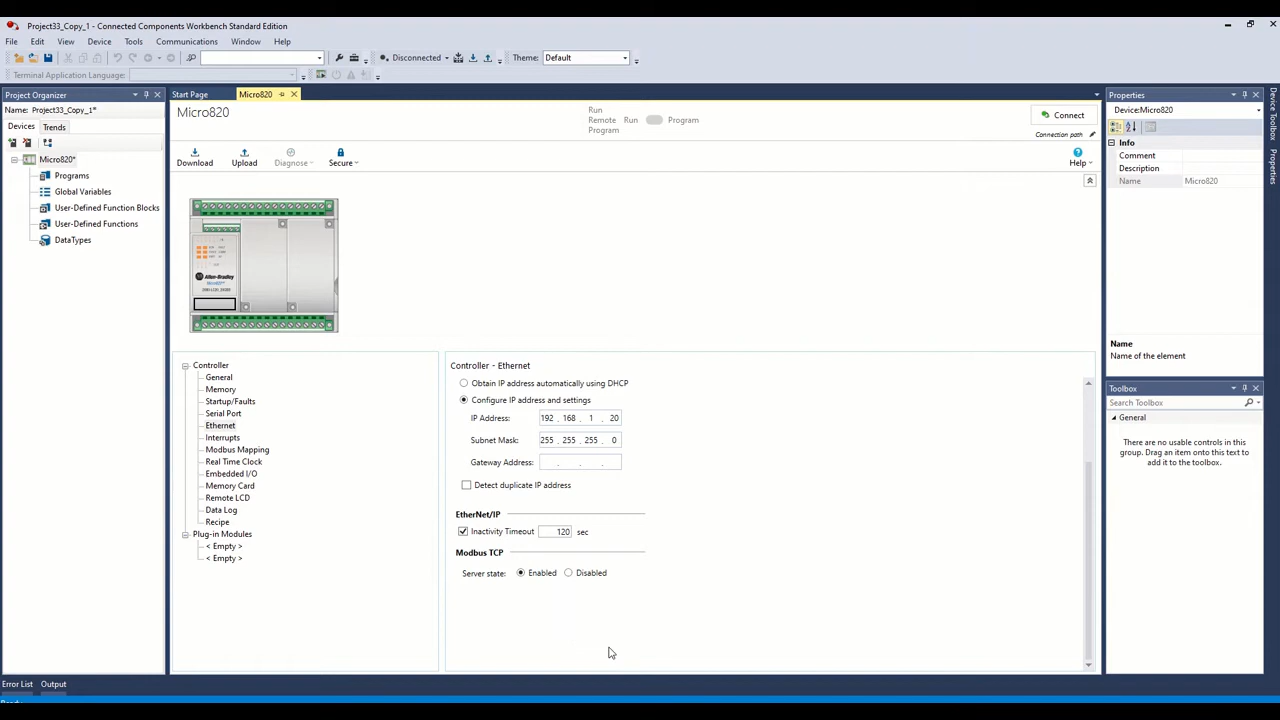 Project33_Copy_1 - Connected Components Workbench Standard Edition
File Edit View Device Tools Communications Window Help
Disconnected Theme: Default
Terminal Application Language:
Project Organizer
Name: Project33_Copy_1*
Devices Trends
Micro820*
Programs
Global Variables
User-Defined Function Blocks
User-Defined Functions
DataTypes
Start Page Micro820
Micro820
Run
Remote Run Program
Program
Connect
Connection path
Download Upload Diagnose Secure Help
Allen-Bradley
Controller
General
Memory
Startup/Faults
Serial Port
Ethernet
Interrupts
Modbus Mapping
Real Time Clock
Embedded I/O
Memory Card
Remote LCD
Data Log
Recipe
Plug-in Modules
< Empty >
< Empty >
Controller - Ethernet
Obtain IP address automatically using DHCP
Configure IP address and settings
IP Address: 192 . 168 . 1 . 20
Subnet Mask: 255 . 255 . 255 . 0
Gateway Address: . . .
Detect duplicate IP address
EtherNet/IP
Inactivity Timeout 120 sec
Modbus TCP
Server state: Enabled Disabled
Properties
Device:Micro820
Info
Comment
Description
Name Micro820
Name
Name of the element
Toolbox
Search Toolbox
General
There are no usable controls in this
group. Drag an item onto this text to
add it to the toolbox.
Device Toolbox
Properties
Error List Output